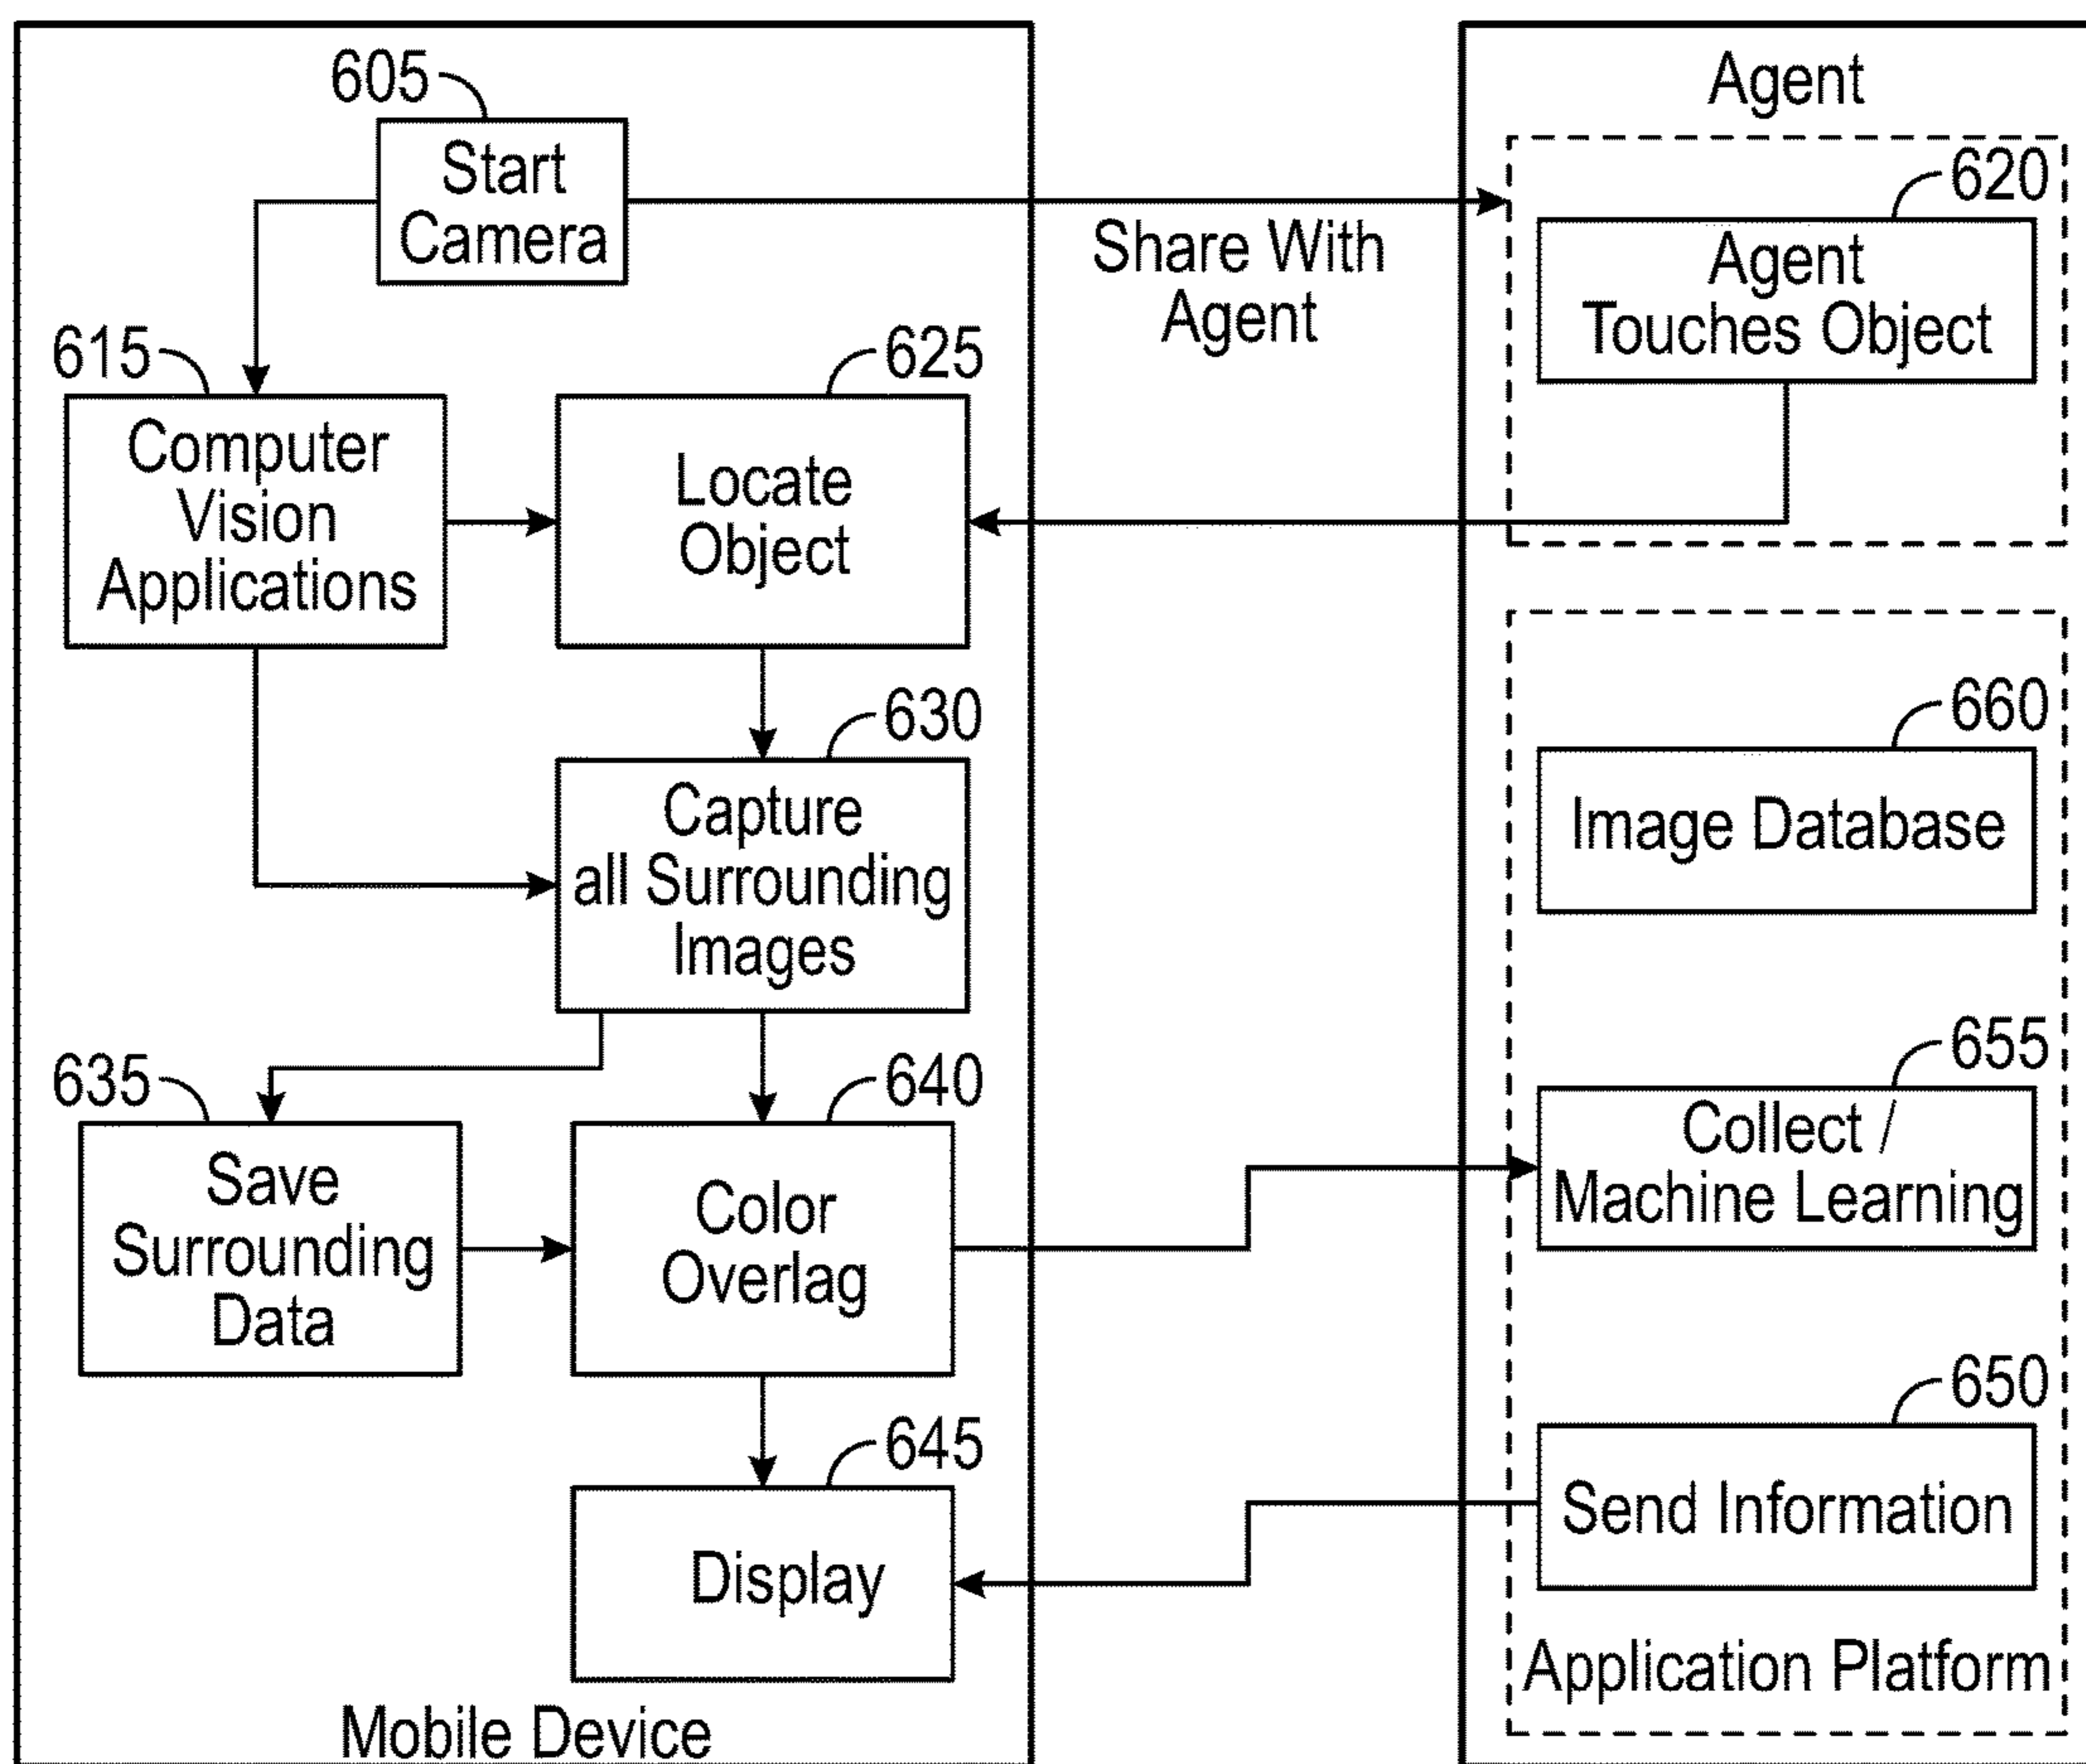 605
Start
Camera
615
Computer
Vision
Applications
625
Locate
Object
630
Capture
all Surrounding
Images
635
Save
Surrounding
Data
640
Color
Overlag
645
Display
Mobile Device
Share With
Agent
Agent
620
Agent
Touches Object
660
Image Database
655
Collect /
Machine Learning
650
Send Information
Application Platform